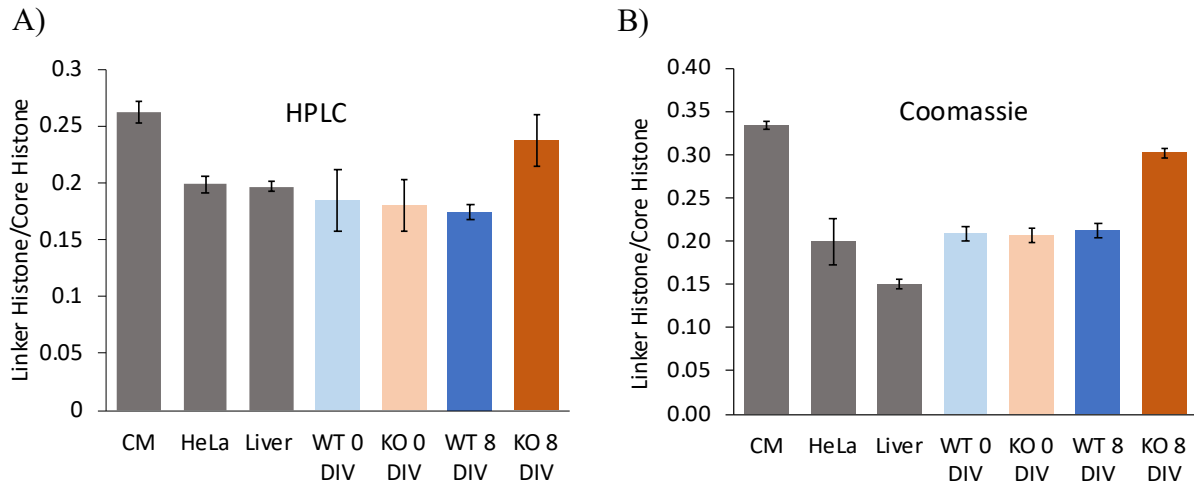 A)
HPLC
Linker Histone/Core Histone
0.3
0.25
0.2
0.15
0.1
0.05
0
CM HeLa Liver WT 0 KO 0 WT 8 KO 8
DIV DIV DIV DIV
B)
Coomassie
Linker Histone/Core Histone
0.40
0.35
0.30
0.25
0.20
0.15
0.10
0.05
0.00
CM HeLa Liver WT 0 KO 0 WT 8 KO 8
DIV DIV DIV DIV